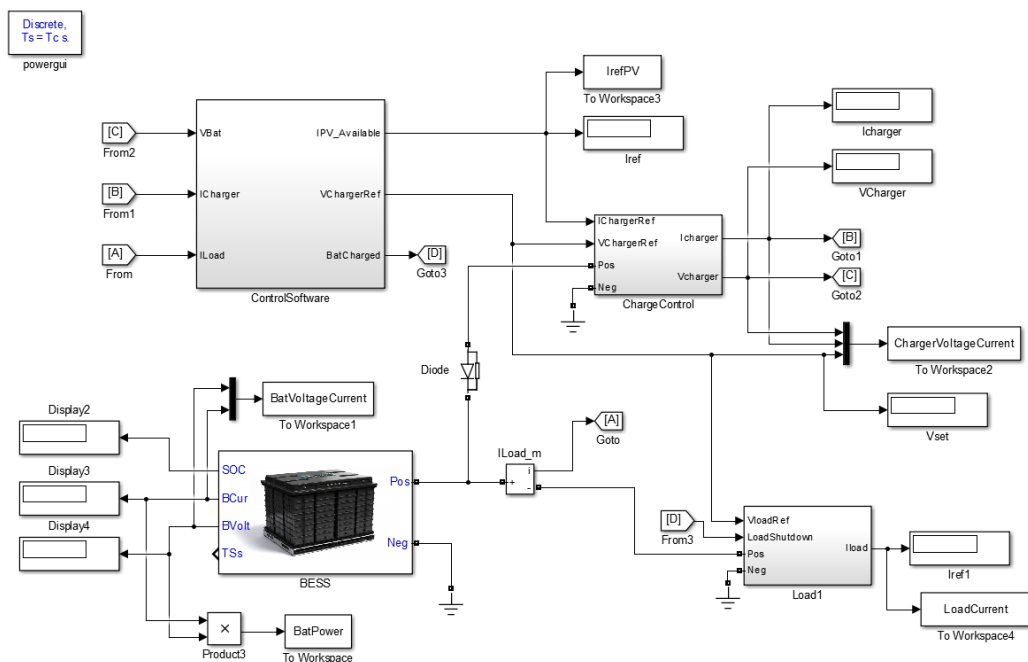 Discrete,
Ts = Tc s.
powergui
IrefPV
To Workspace3
Iref
Icharger
VCharger
[C]
From2
[B]
From1
[A]
From
VBat
ICharger
ILoad
IPV_Available
VChargerRef
BatCharged
ControlSoftware
[D]
Goto3
IChargerRef
VChargerRef
Pos
Neg
Icharger
Vcharger
ChargeControl
[B]
Goto1
[C]
Goto2
ChargerVoltageCurrent
To Workspace2
Vset
Diode
BatVoltageCurrent
To Workspace1
Display2
Display3
Display4
SOC
BCur
BVolt
TSs
Pos
Neg
BESS
ILoad_m
i
+
-
[A]
Goto
[D]
From3
VloadRef
LoadShutdown
Pos
Neg
Iload
Load1
Iref1
LoadCurrent
To Workspace4
×
Product3
BatPower
To Workspace